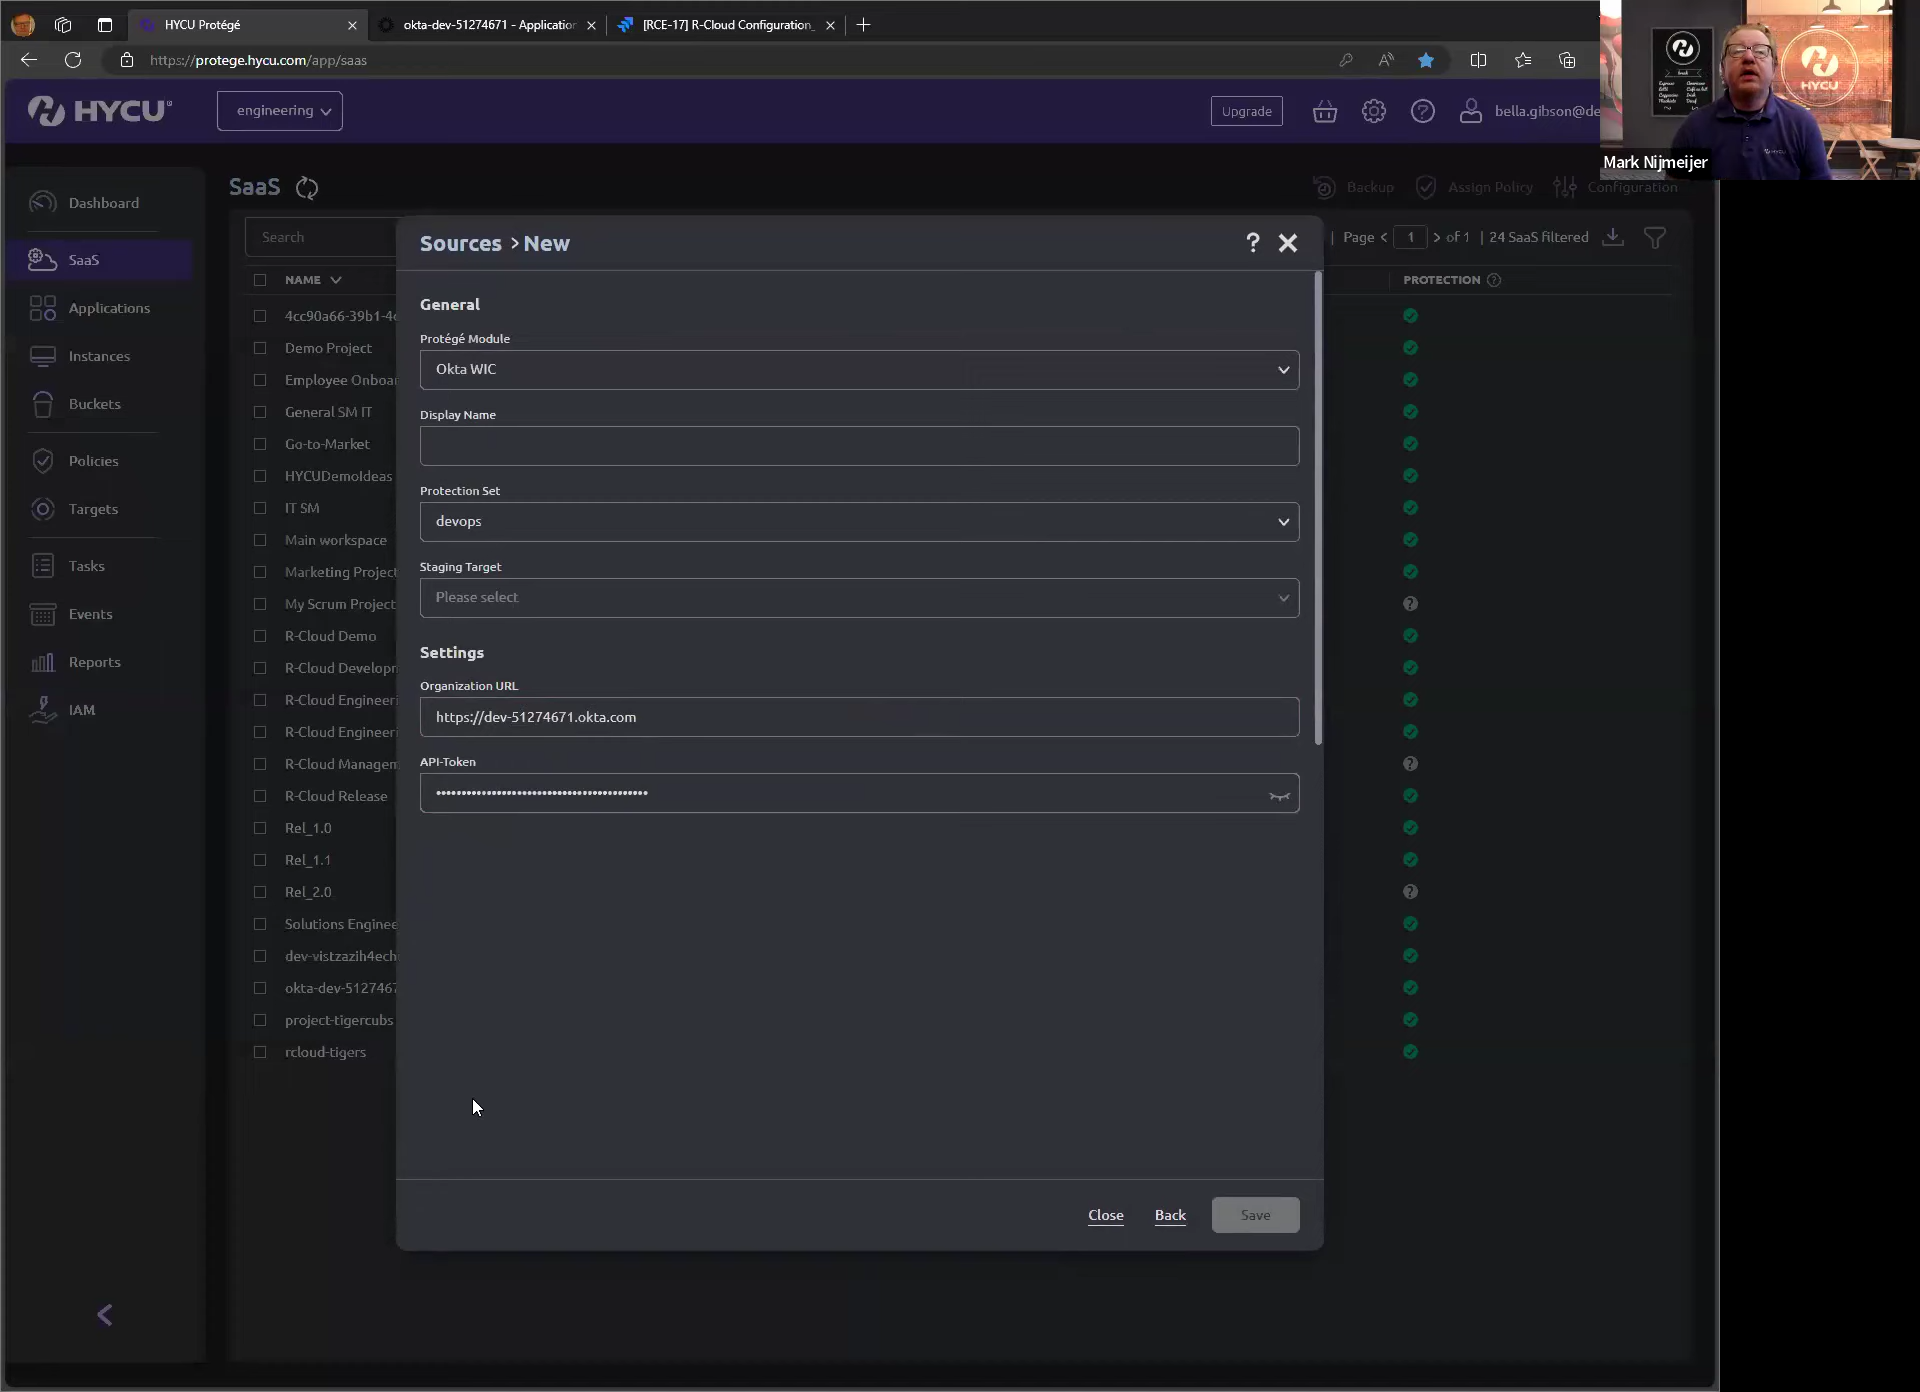 HYCU Protégé
okta-dev-51274671 - Applicatio
[RCE-17] R-Cloud Configuration
https://protege.hycu.com/app/saas
HYCU
engineering
Upgrade
bella.gibson@de
HYCU
Mark Nijmeijer
Dashboard
SaaS
Applications
Instances
Buckets
Policies
Targets
Tasks
Events
Reports
IAM
SaaS
Backup
Assign Policy
Configuration
Search
| Page < 1 > of 1 | 24 SaaS filtered
NAME
PROTECTION ?
4cc90a66-39b1-4
Demo Project
Employee Onboa
General SM IT
Go-to-Market
HYCUDemoIdeas
IT SM
Main workspace
Marketing Project
My Scrum Project
R-Cloud Demo
R-Cloud Developr
R-Cloud Engineeri
R-Cloud Engineeri
R-Cloud Managem
R-Cloud Release
Rel_1.0
Rel_1.1
Rel_2.0
Solutions Enginee
dev-vistzazih4ech
okta-dev-5127467
project-tigercubs
rcloud-tigers
Sources > New
?
General
Protégé Module
Okta WIC
Display Name
Protection Set
devops
Staging Target
Please select
Settings
Organization URL
https://dev-51274671.okta.com
API-Token
Close
Back
Save